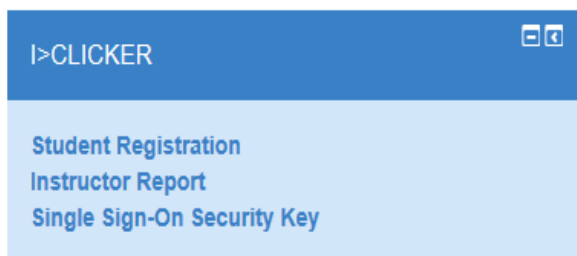 I>CLICKER
Student Registration
Instructor Report
Single Sign-On Security Key